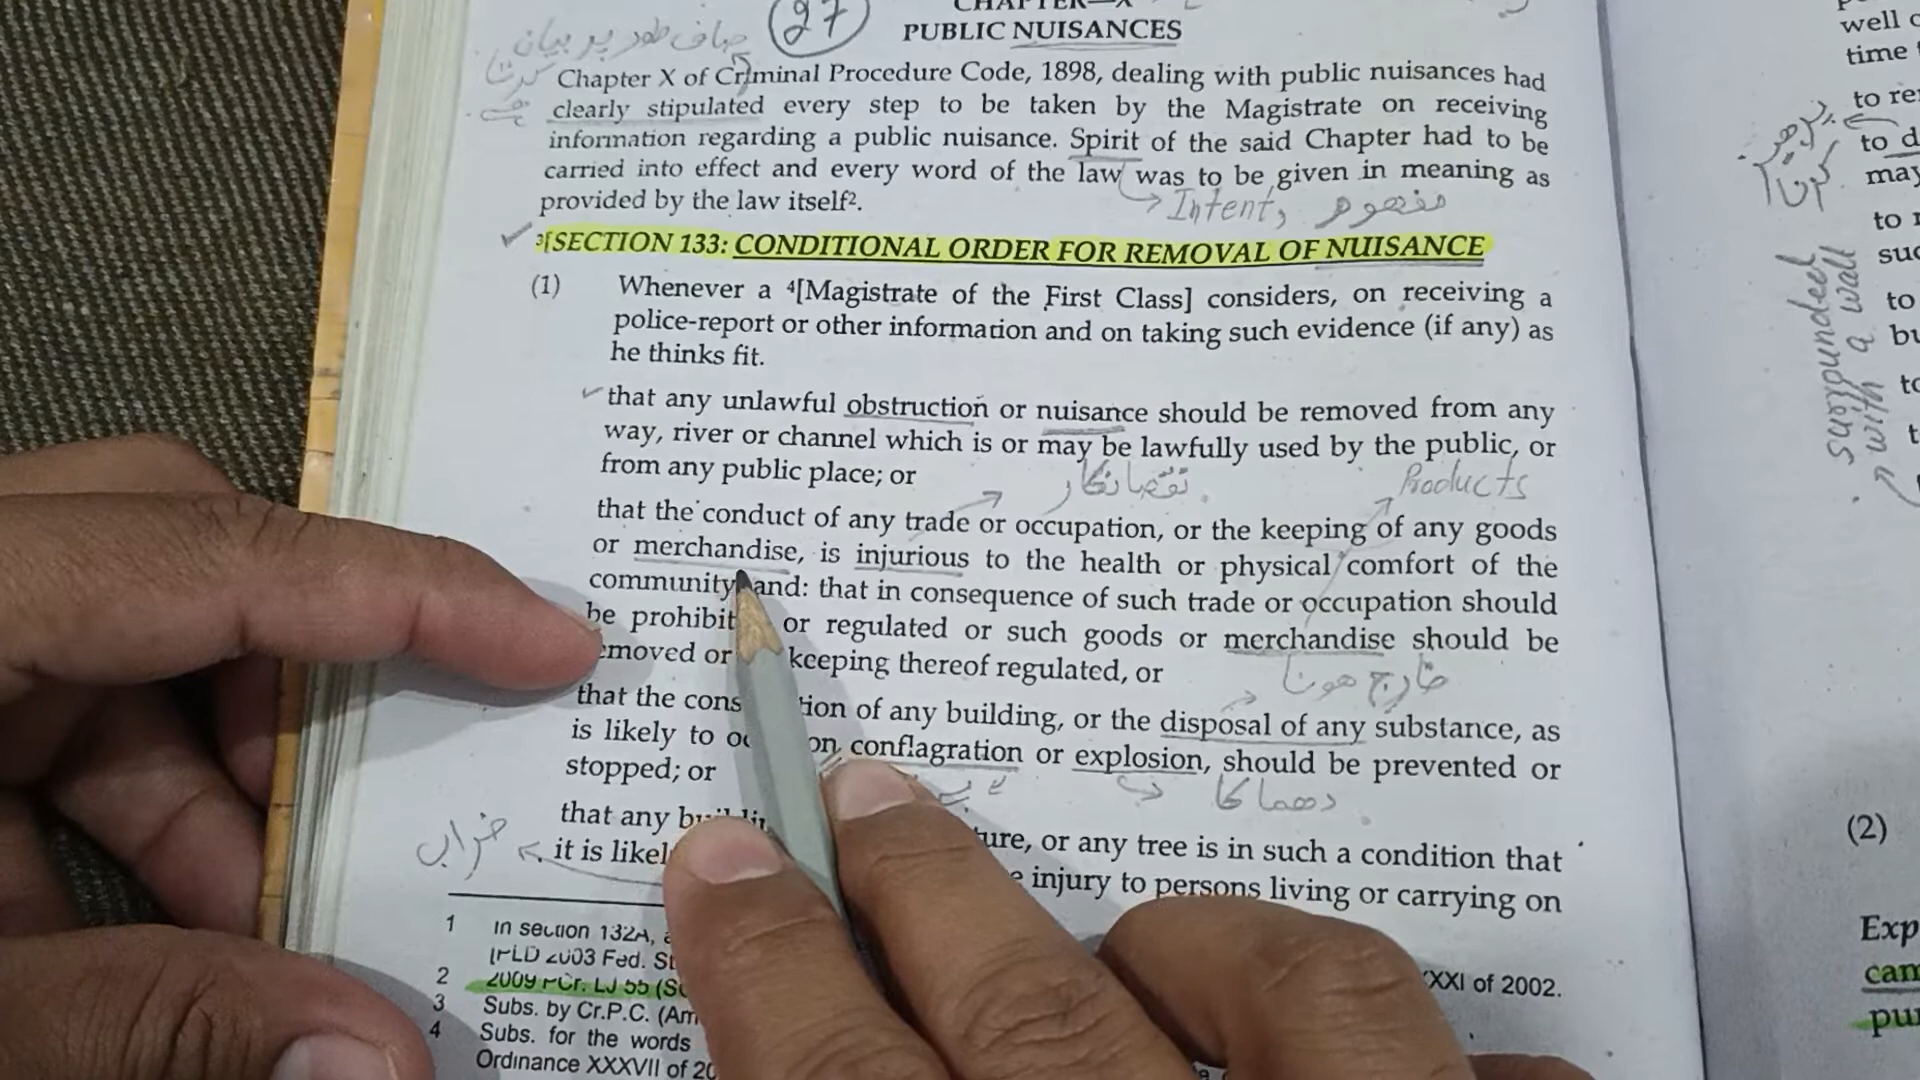 PUBLIC NUISANCES
27
صاف طور پر بیان
Chapter X of Criminal Procedure Code, 1898, dealing with public nuisances had
clearly stipulated every step to be taken by the Magistrate on receiving
information regarding a public nuisance. Spirit of the said Chapter had to be
carried into effect and every word of the law was to be given in meaning as
provided by the law itself².
Intent, مفہوم
³[SECTION 133: CONDITIONAL ORDER FOR REMOVAL OF NUISANCE
(1) Whenever a ⁴[Magistrate of the First Class] considers, on receiving a
police-report or other information and on taking such evidence (if any) as
he thinks fit.
that any unlawful obstruction or nuisance should be removed from any
way, river or channel which is or may be lawfully used by the public, or
from any public place; or
Products
that the conduct of any trade or occupation, or the keeping of any goods
or merchandise, is injurious to the health or physical comfort of the
community and: that in consequence of such trade or occupation should
be prohibit or regulated or such goods or merchandise should be
emoved or keeping thereof regulated, or
خارج ہونا
that the cons tion of any building, or the disposal of any substance, as
is likely to on conflagration or explosion, should be prevented or
stopped; or
دھماکا
that any ture, or any tree is in such a condition that
خراب
it is likel injury to persons living or carrying on
1 In section 132A,
[PLD 2003 Fed. St XXI of 2002.
2 2009 PCr. LJ 55
3 Subs. by Cr.P.C. (Am
4 Subs. for the words
Ordinance XXXVII of 20
well
time
to re
to d
may
to
suc
to
bu
surrounded
with a wall
(2)
Exp
can
pu